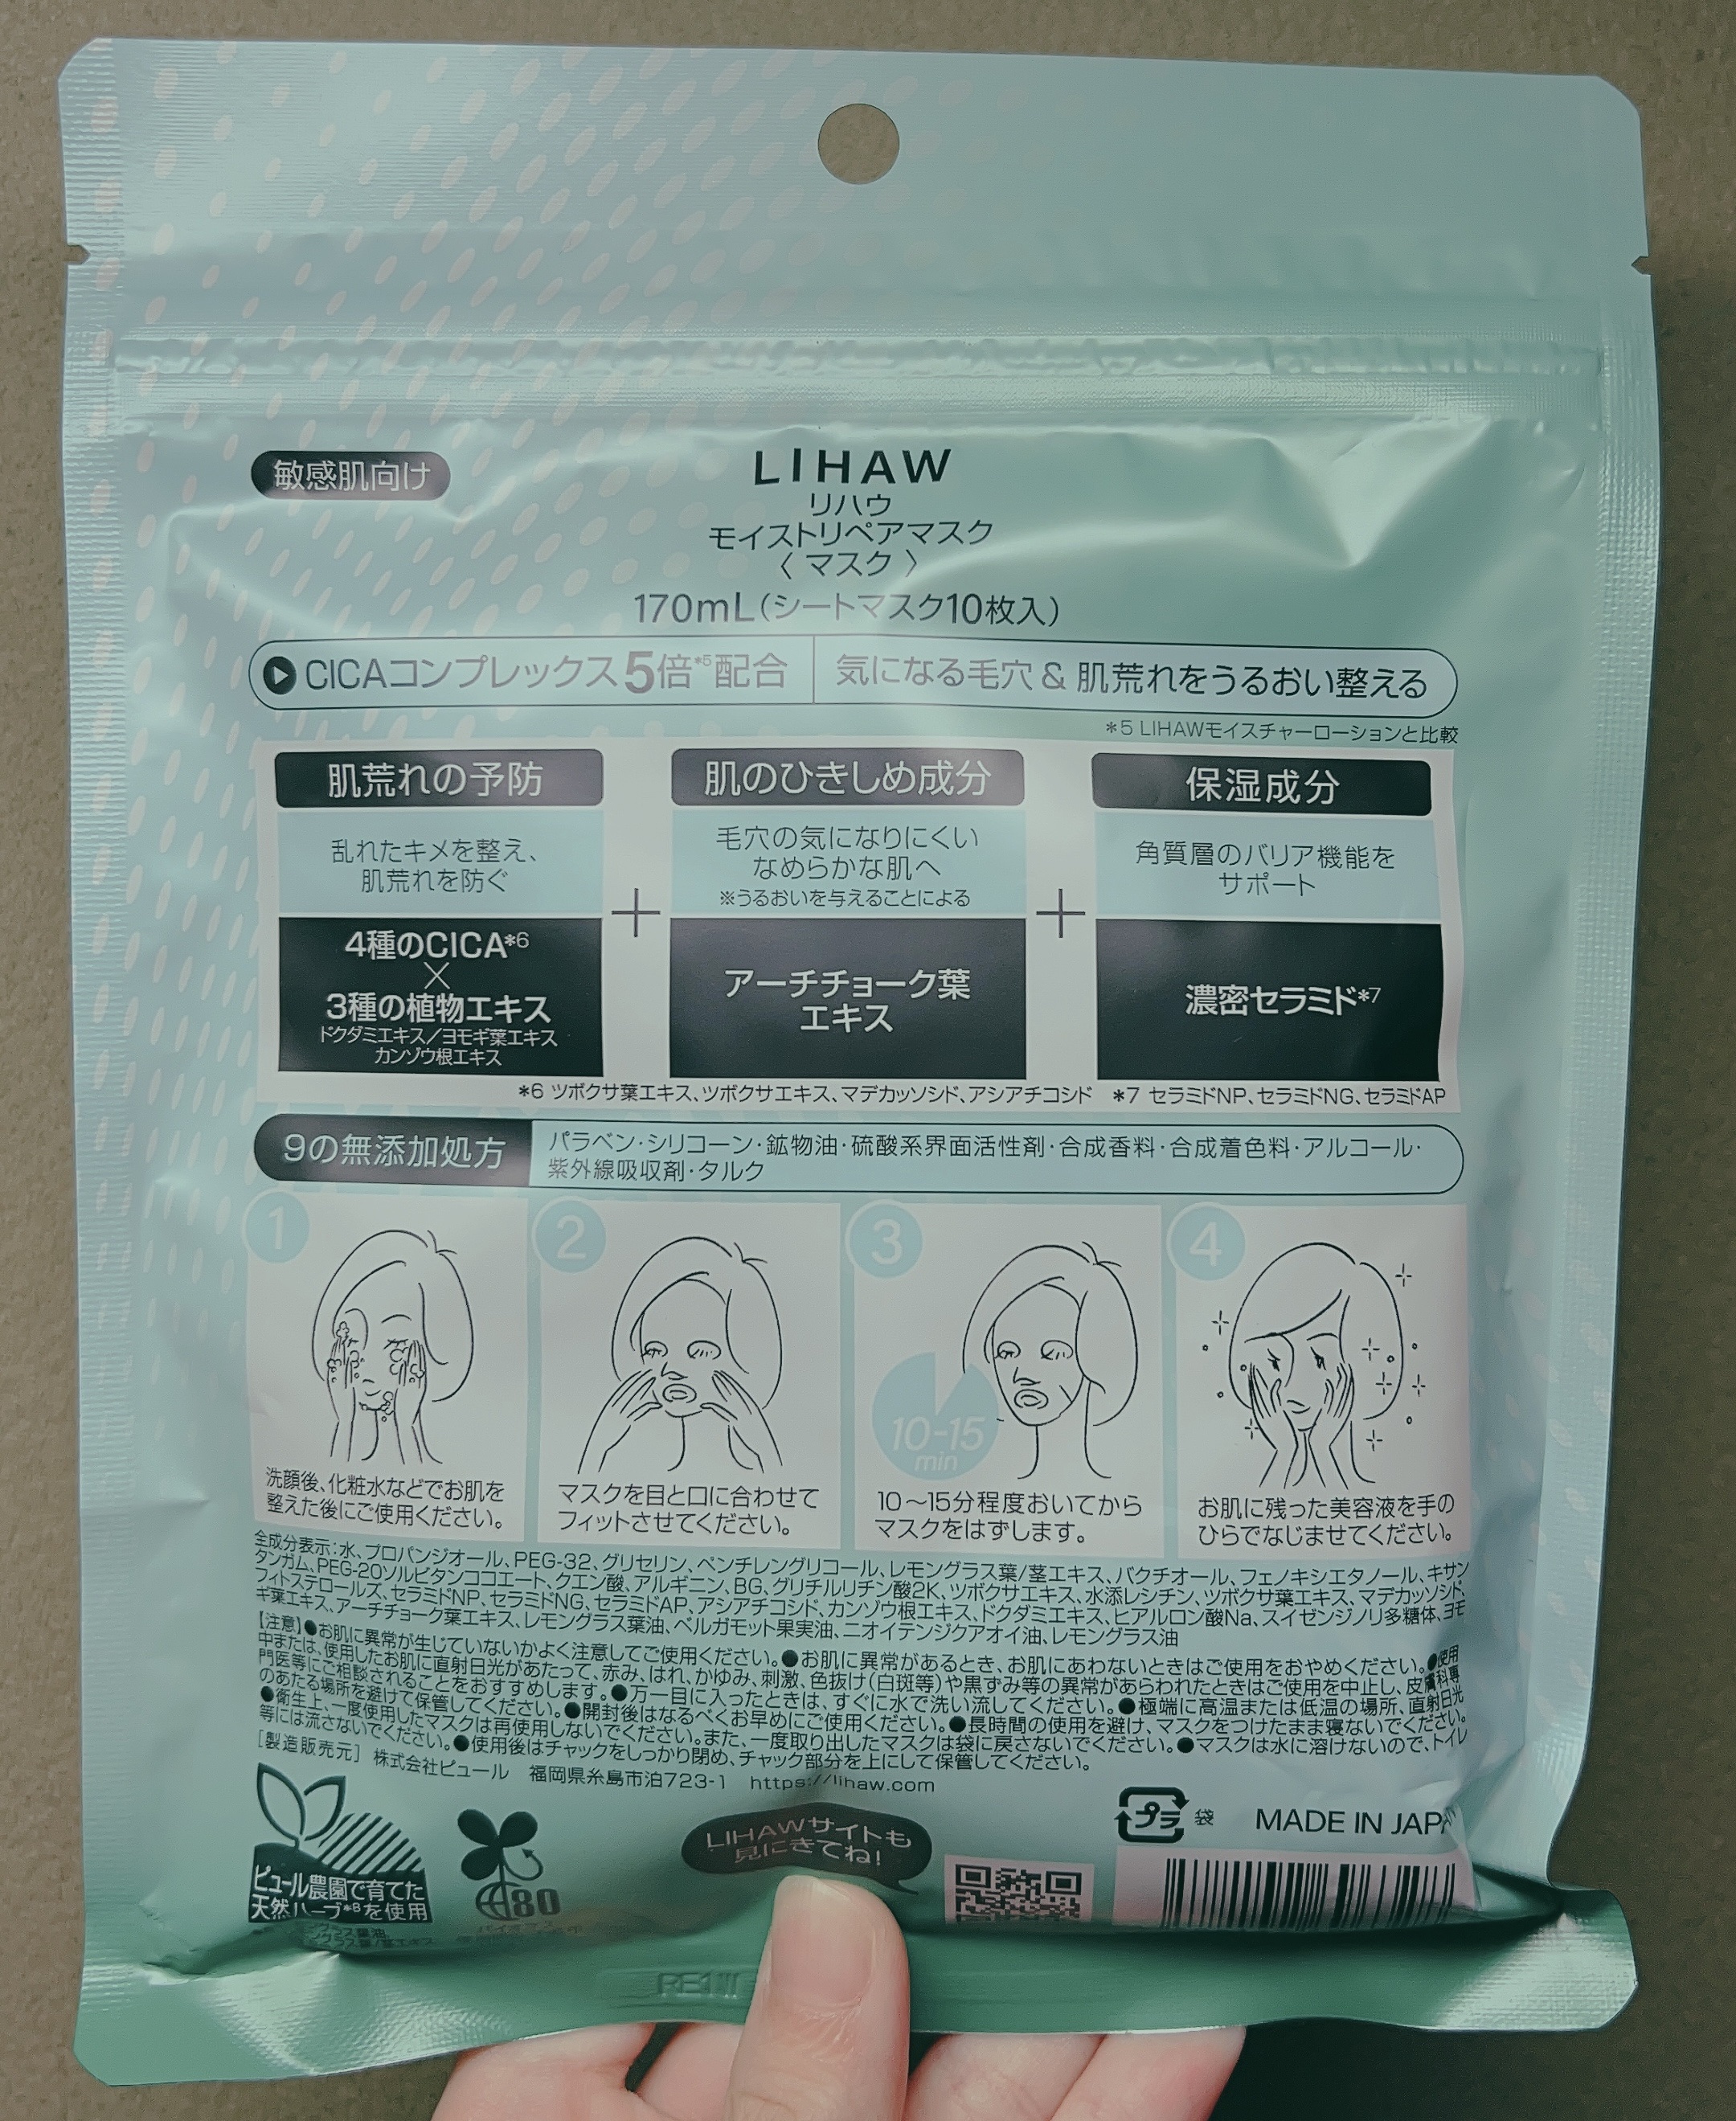 敏感肌向け
LIHAW
リハウ
モイストリペアマスク
〈マスク〉
170mL(シートマスク10枚入)
CICAコンプレックス5倍*5配合
気になる毛穴&肌荒れをうるおい整える
*5 LIHAWモイスチャーローションと比較
肌荒れの予防
乱れたキメを整え、
肌荒れを防ぐ
4種のCICA*6
×
3種の植物エキス
ドクダミエキス/ヨモギ葉エキス
カンゾウ根エキス
+
肌のひきしめ成分
毛穴の気になりにくい
なめらかな肌へ
※うるおいを与えることによる
アーチチョーク葉
エキス
+
保湿成分
角質層のバリア機能を
サポート
濃密セラミド*7
*6 ツボクサ葉エキス、ツボクサエキス、マデカッソシド、アシアチコシド *7 セラミドNP、セラミドNG、セラミドAP
9の無添加処方
パラベン・シリコーン・鉱物油・硫酸系界面活性剤・合成香料・合成着色料・アルコール・
紫外線吸収剤・タルク
1
洗顔後、化粧水などでお肌を
整えた後にご使用ください。
2
マスクを目と口に合わせて
フィットさせてください。
3
10-15
min
10〜15分程度おいてから
マスクをはずします。
4
お肌に残った美容液を手の
ひらでなじませてください。
全成分表示:水、プロパンジオール、PEG-32、グリセリン、ペンチレングリコール、レモングラス葉/茎エキス、バクチオール、フェノキシエタノール、キサン
タンガム、PEG-20ソルビタンココエート、クエン酸、アルギニン、BG、グリチルリチン酸2K、ツボクサエキス、水添レシチン、ツボクサ葉エキス、マデカッソシド、
フィトステロールズ、セラミドNP、セラミドNG、セラミドAP、アシアチコシド、カンゾウ根エキス、ドクダミエキス、ヒアルロン酸Na、スイゼンジノリ多糖体、ヨモ
ギ葉エキス、アーチチョーク葉エキス、レモングラス葉油、ベルガモット果実油、ニオイテンジクアオイ油、レモングラス油
【注意】●お肌に異常が生じていないかよく注意してご使用ください。●お肌に異常があるとき、お肌にあわないときはご使用をおやめください。●使用
中または、使用したお肌に直射日光があたって、赤み、はれ、かゆみ、刺激、色抜け(白斑等)や黒ずみ等の異常があらわれたときはご使用を中止し、皮膚科専
門医等にご相談されることをおすすめします。●万一目に入ったときは、すぐに水で洗い流してください。●極端に高温または低温の場所、直射日光
のあたる場所を避けて保管してください。●開封後はなるべくお早めにご使用ください。●長時間の使用を避け、マスクをつけたまま寝ないでください。
●衛生上、一度使用したマスクは再使用しないでください。また、一度取り出したマスクは袋に戻さないでください。●マスクは水に溶けないので、トイレ
等には流さないでください。●使用後はチャックをしっかり閉め、チャック部分を上にして保管してください。
[製造販売元] 株式会社ピュール 福岡県糸島市泊723-1 https://lihaw.com
ピュール農園で育てた
天然ハーブ*8を使用
80
LIHAWサイトも
見にきてね!
プラ
袋
MADE IN JAPA